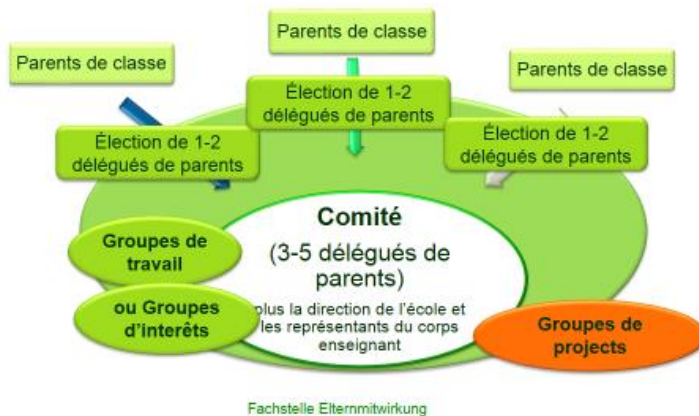 Parents de classe
Parents de classe
Parents de classe
Élection de 1-2
délégués de parents
Élection de 1-2
délégués de parents
Élection de 1-2
délégués de parents
Comité
(3-5 délégués de
parents)
plus la direction de l'école et
les représentants du corps
enseignant
Groupes de
travail
ou Groupes
d'interêts
Groupes de
projects
Fachstelle Elternmitwirkung